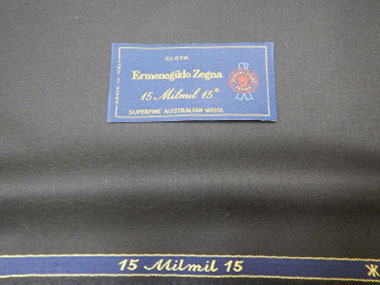 CLOTH
Ermenegildo Zegna
15 Milmil 15°
SUPERFINE AUSTRALIAN WOOL
MADE IN ITALY
15 Milmil 15